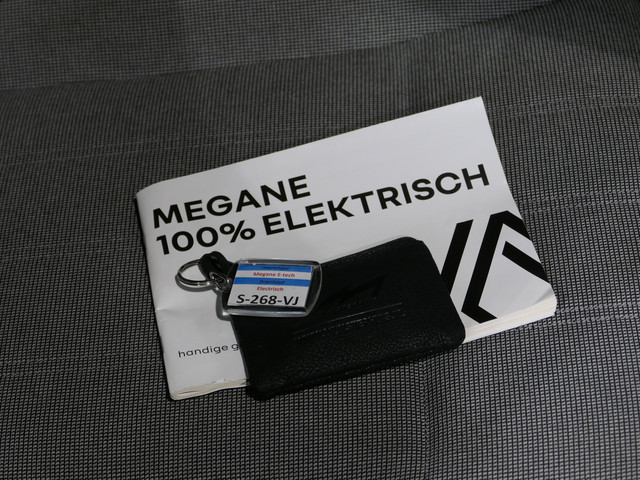 MEGANE
100% ELEKTRISCH
Megane E-tech
Electrisch
S-268-VJ
handige g